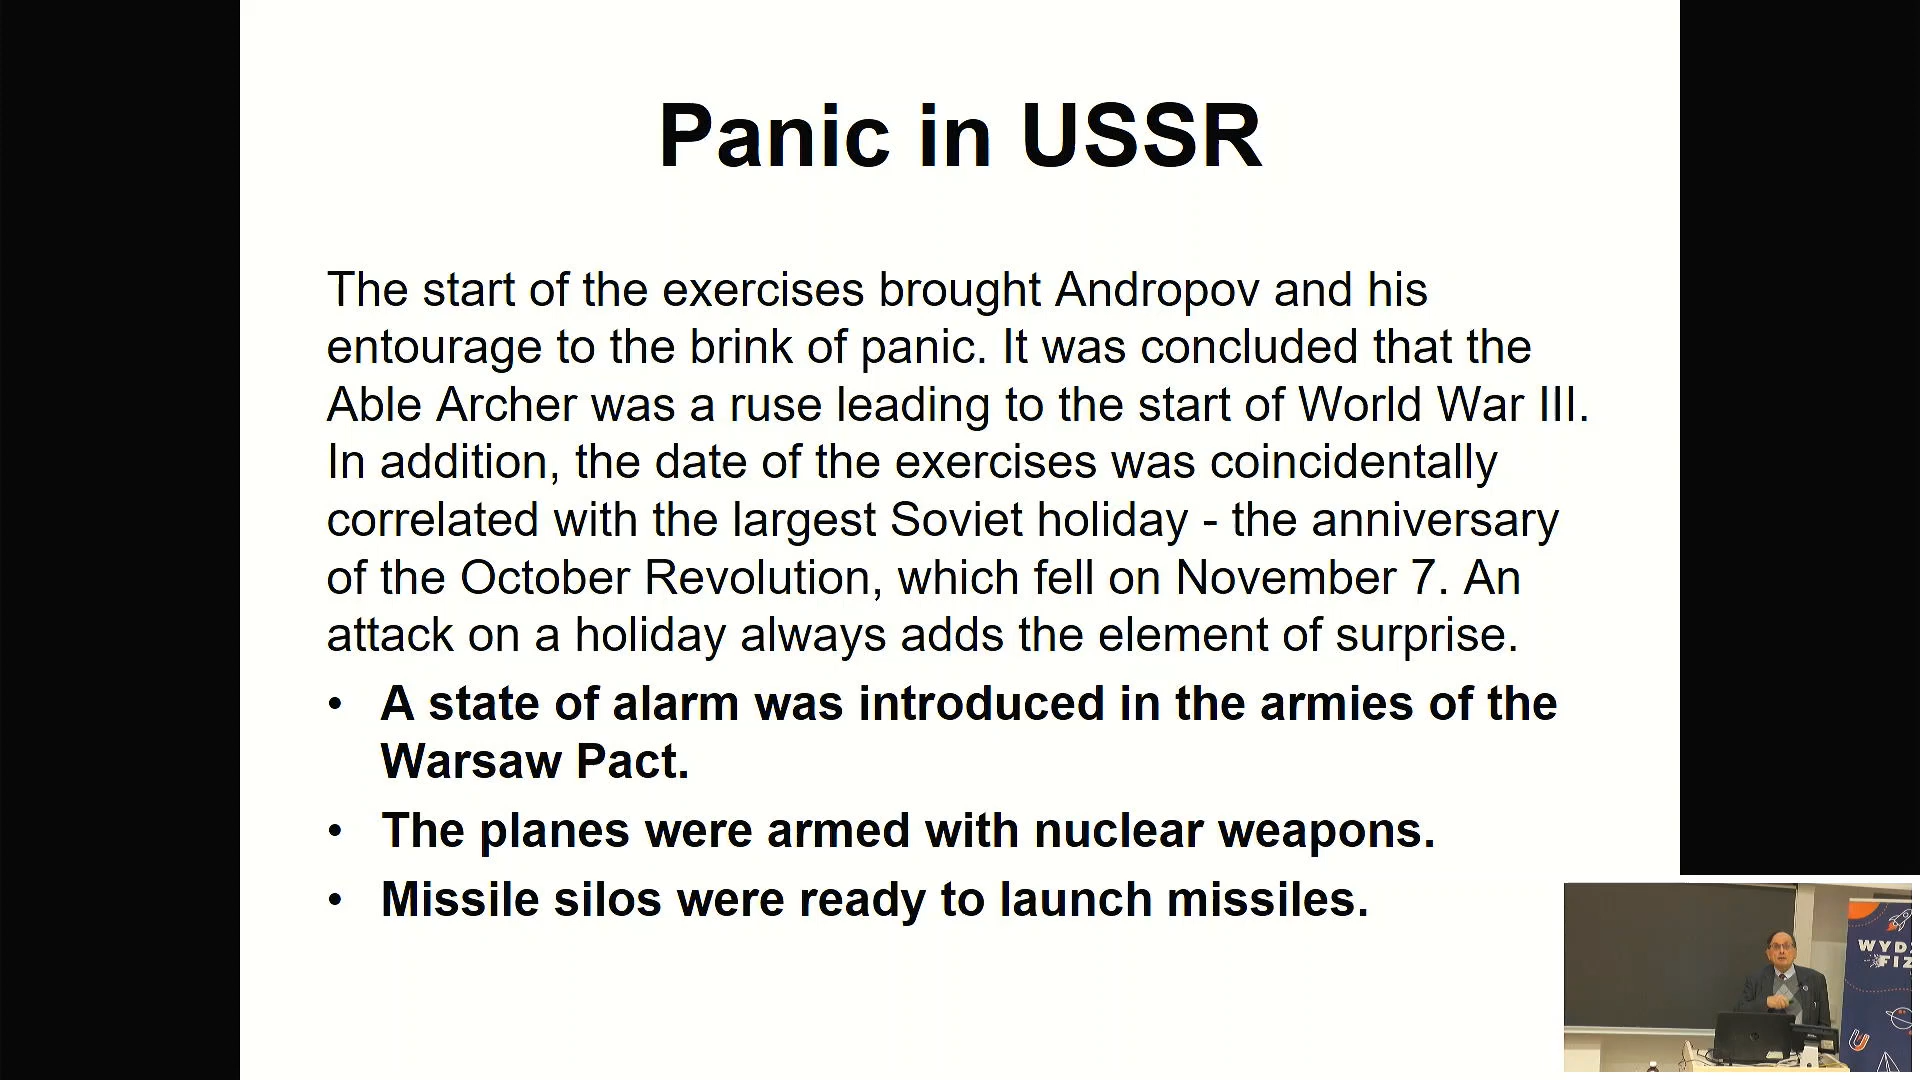 Panic in USSR
The start of the exercises brought Andropov and his
entourage to the brink of panic. It was concluded that the
Able Archer was a ruse leading to the start of World War III.
In addition, the date of the exercises was coincidentally
correlated with the largest Soviet holiday - the anniversary
of the October Revolution, which fell on November 7. An
attack on a holiday always adds the element of surprise.
• A state of alarm was introduced in the armies of the
Warsaw Pact.
• The planes were armed with nuclear weapons.
• Missile silos were ready to launch missiles.
WYDZ
FIZ